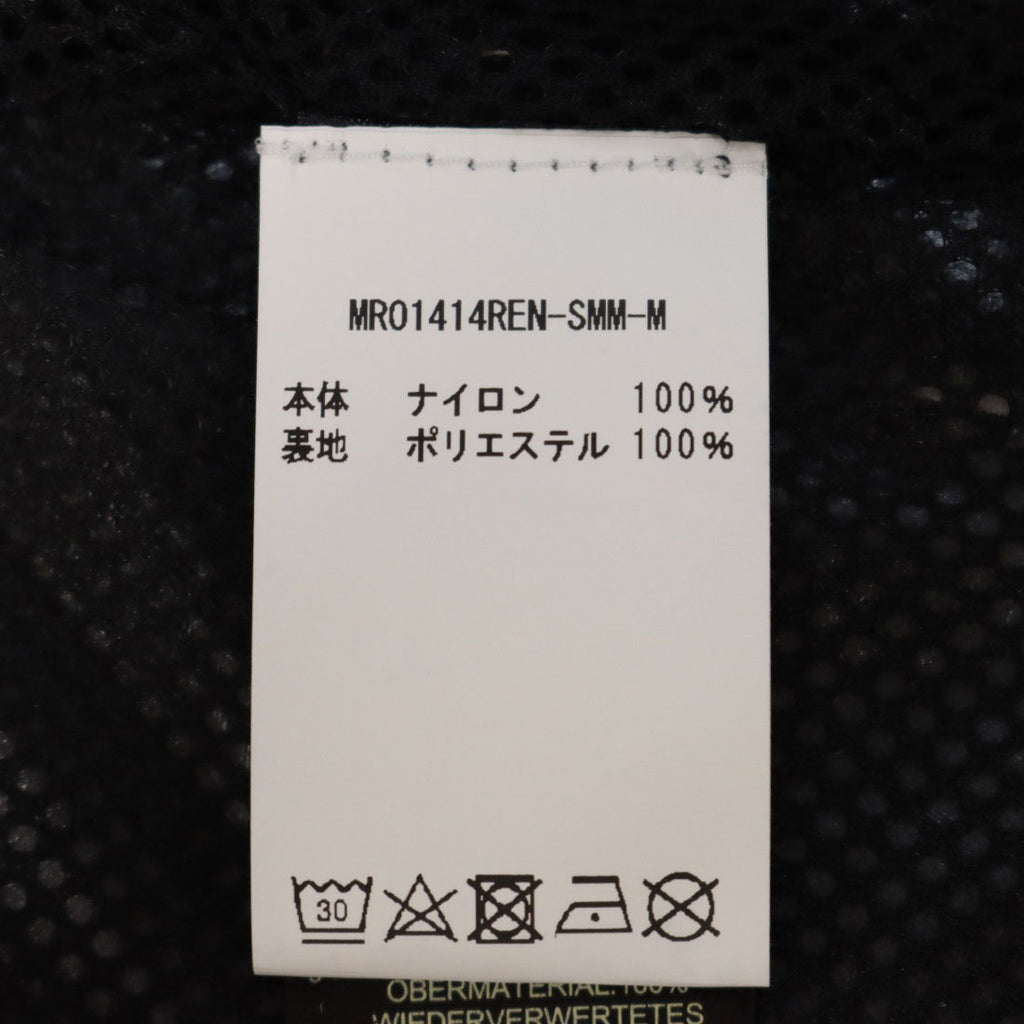 MR01414REN-SMM-M
本体 ナイロン 100%
裏地 ポリエステル 100%
30
OBERMATERIAL: 100%
WIEDERVERWERTETES